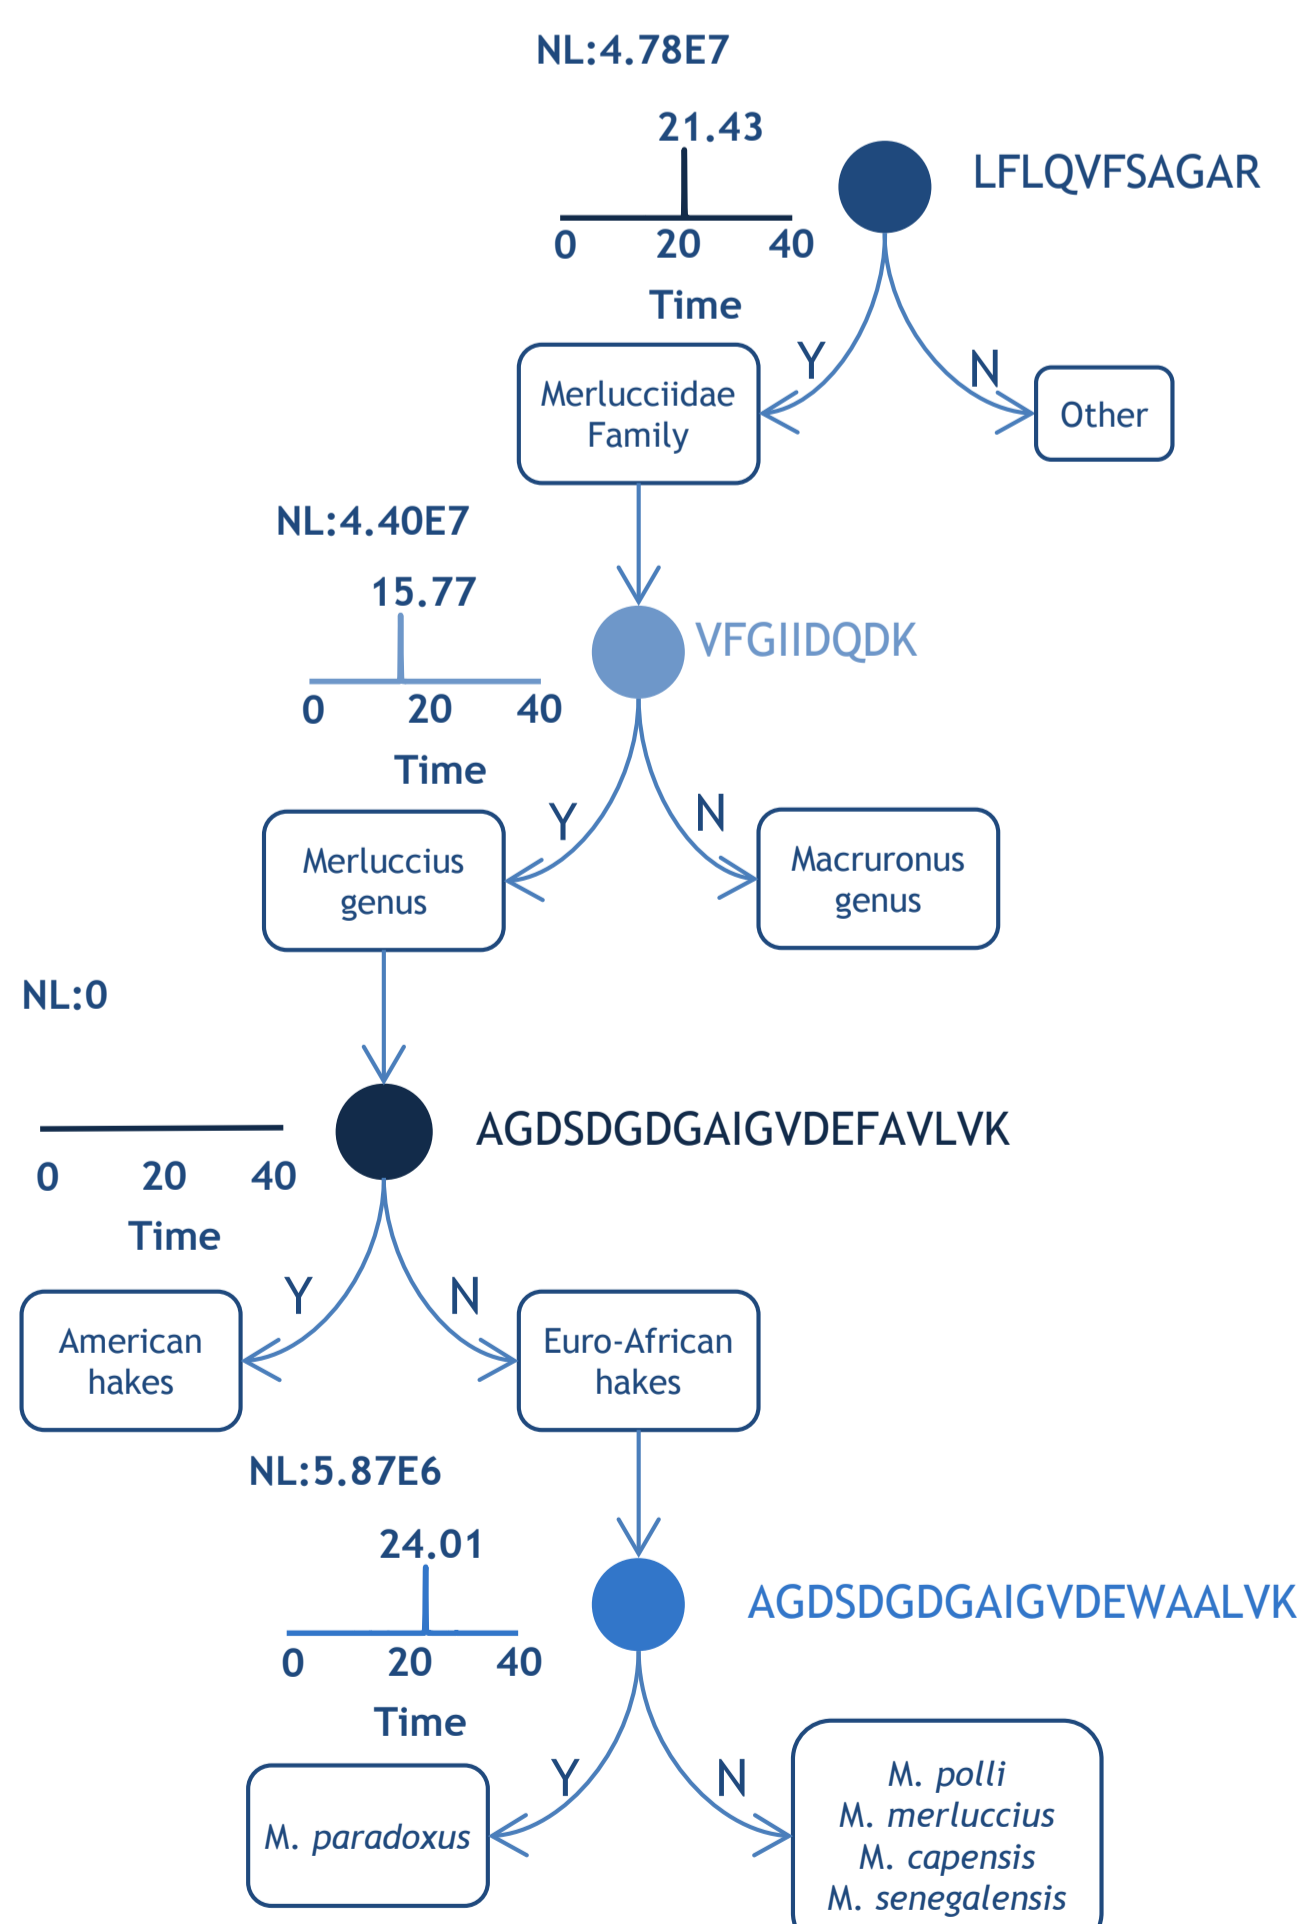 NL:4.78E7
21.43
LFLQVFSAGAR
0 20 40
Time
Y N
Merlucciidae
Family
Other
NL:4.40E7
15.77
VFGIIDQDK
0 20 40
Time
Y N
Merluccius
genus
Macruronus
genus
NL:0
AGDSDGDGAIGVDEFAVLVK
0 20 40
Time
Y N
American
hakes
Euro-African
hakes
NL:5.87E6
24.01
AGDSDGDGAIGVDEWAALVK
0 20 40
Time
Y N
M. paradoxus
M. polli
M. merluccius
M. capensis
M. senegalensis